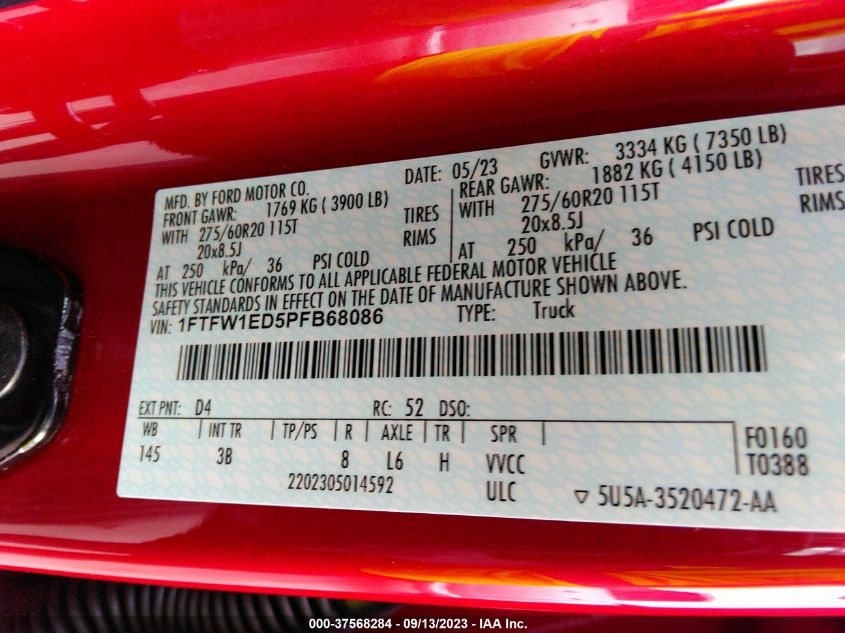 MFD. BY FORD MOTOR CO.
DATE: 05/23 GVWR: 3334 KG ( 7350 LB)
FRONT GAWR: 1769 KG ( 3900 LB)
REAR GAWR: 1882 KG ( 4150 LB)
WITH 275/60R20 115T TIRES
WITH 275/60R20 115T TIRES
20x8.5J RIMS
20x8.5J RIMS
AT 250 kPa/ 36 PSI COLD
AT 250 kPa/ 36 PSI COLD
THIS VEHICLE CONFORMS TO ALL APPLICABLE FEDERAL MOTOR VEHICLE
SAFETY STANDARDS IN EFFECT ON THE DATE OF MANUFACTURE SHOWN ABOVE.
VIN: 1FTFW1ED5PFB68086 TYPE: Truck
EXT PNT: D4 RC: 52 DSO:
WB | INT TR | TP/PS | R | AXLE | TR | SPR |
145 3B 8 L6 H VVCC
F0160
T0388
2202305014592 ULC ▽ 5U5A-3520472-AA
000-37568284 - 09/13/2023 - IAA Inc.